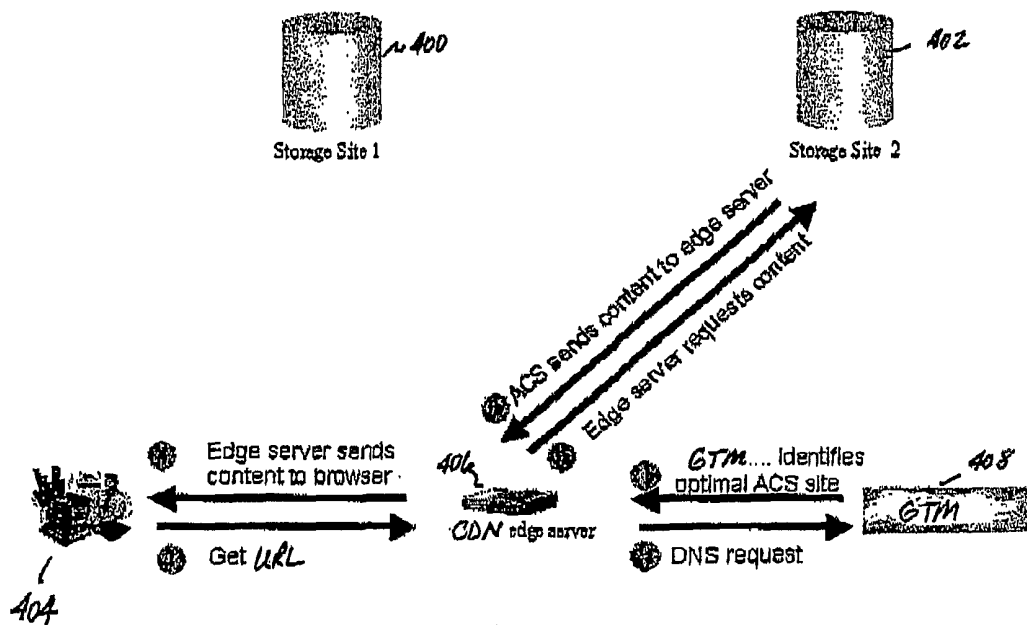 400
402
Storage Site 1
Storage Site 2
ACS sends content to edge server
Edge server requests content
Edge server sends
content to browser
406
GTM.... identifies
optimal ACS site
408
GTM
CDN edge server
Get URL
DNS request
404